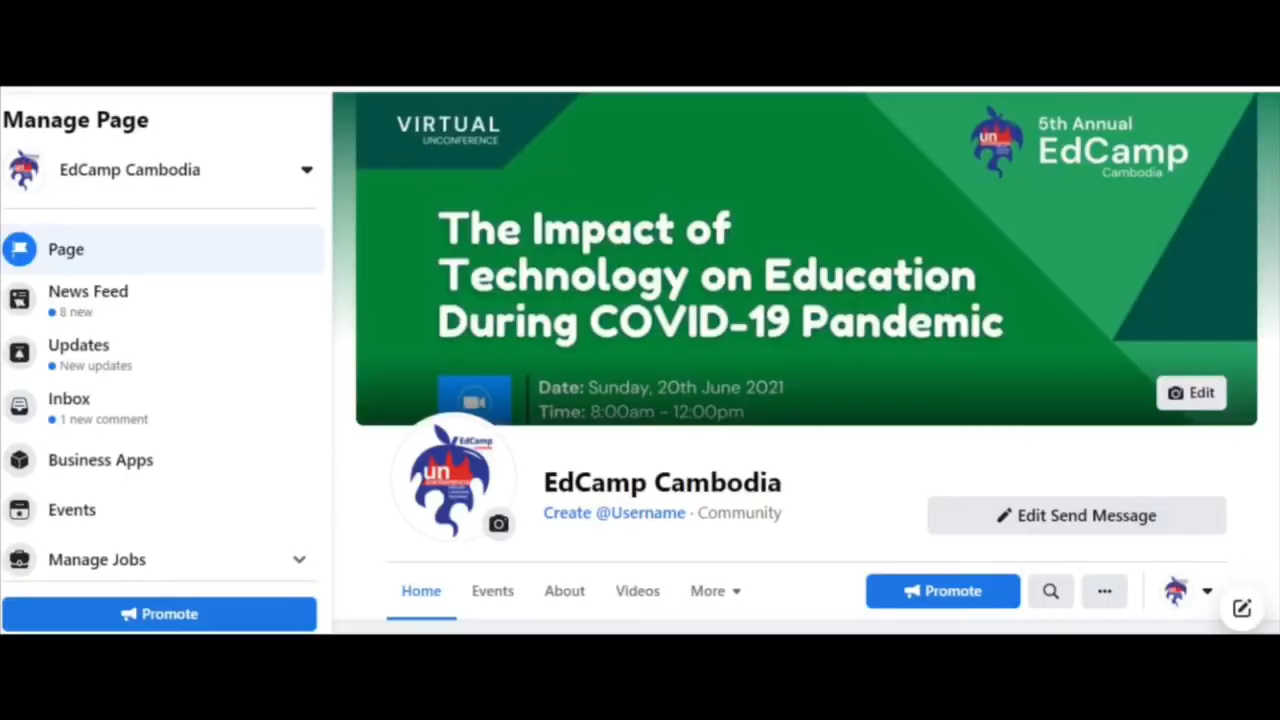 Manage Page
EdCamp Cambodia
Page
News Feed
8 new
Updates
New updates
Inbox
1 new comment
Business Apps
Events
Manage Jobs
Promote
VIRTUAL
UNCONFERENCE
un
5th Annual
EdCamp
Cambodia
The Impact of
Technology on Education
During COVID-19 Pandemic
Date: Sunday, 20th June 2021
Time: 8:00am - 12:00pm
Edit
EdCamp
un
EdCamp Cambodia
Create @Username · Community
Edit Send Message
Home Events About Videos More
Promote